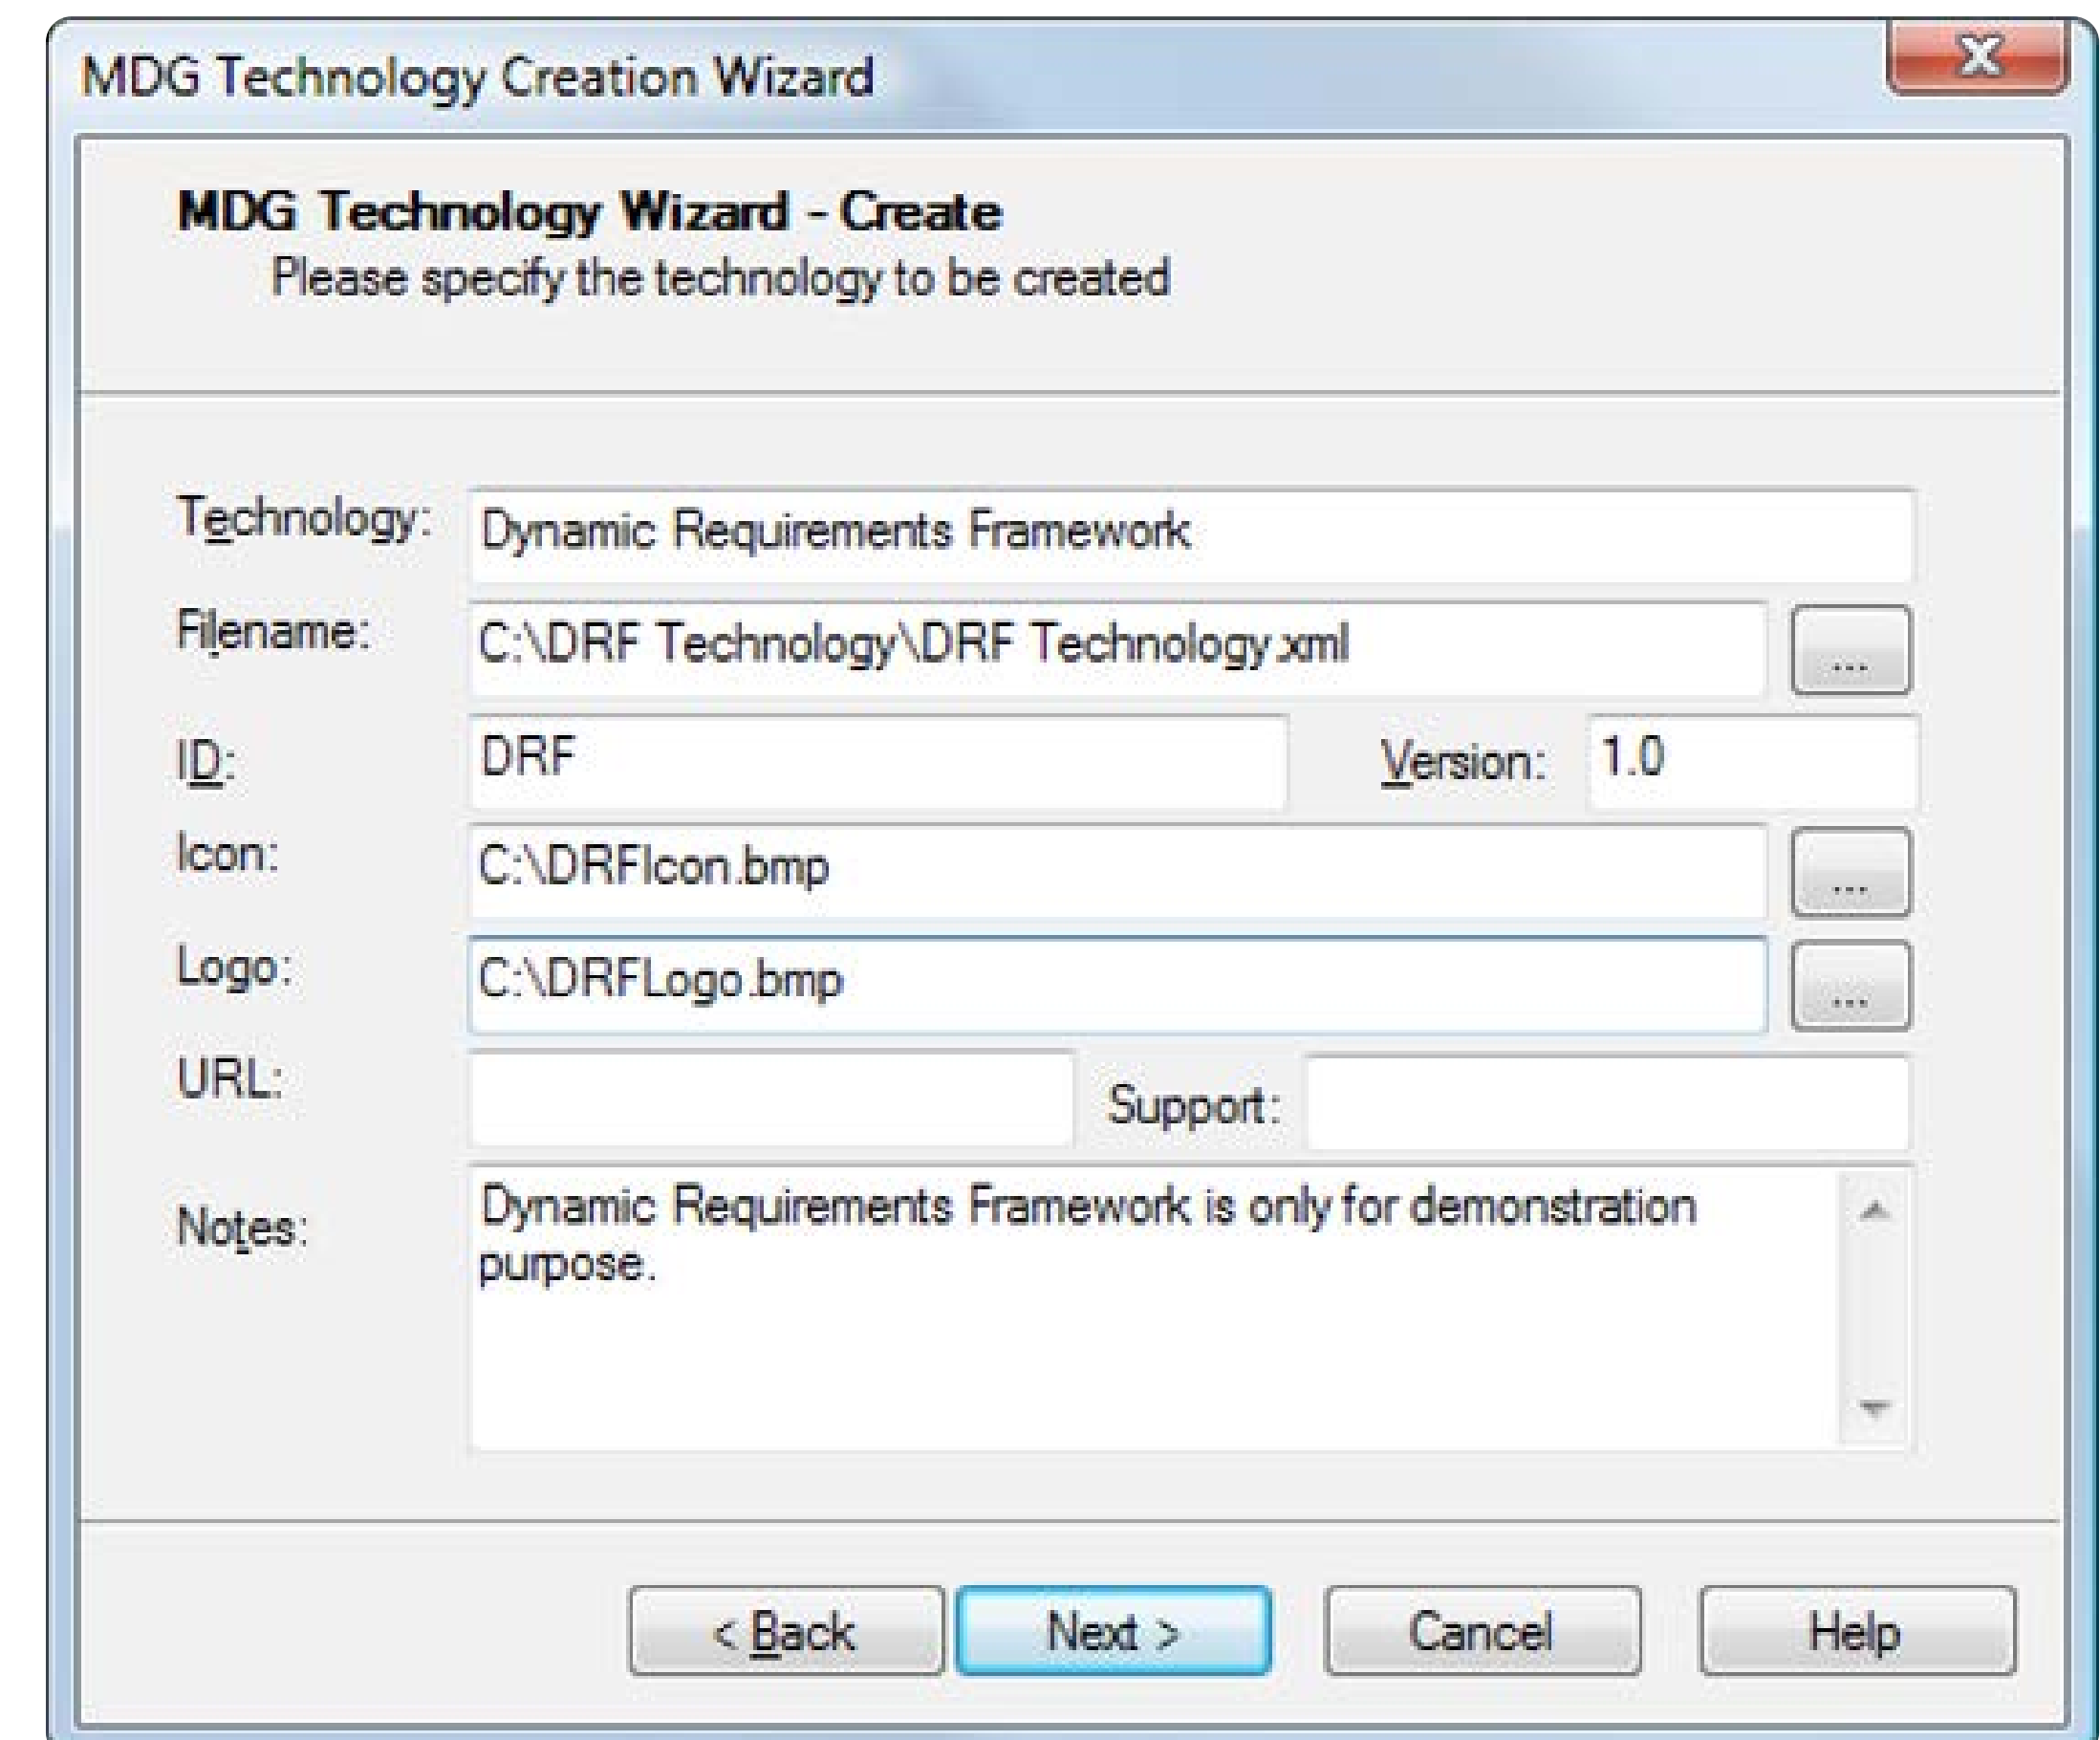 MDG Technology Creation Wizard
X
MDG Technology Wizard - Create
Please specify the technology to be created
Technology: Dynamic Requirements Framework
Filename: C:\DRF Technology\DRF Technology.xml ...
ID: DRF Version: 1.0
Icon: C:\DRFIcon.bmp ...
Logo: C:\DRFLogo.bmp ...
URL: Support:
Notes: Dynamic Requirements Framework is only for demonstration
purpose.
< Back Next > Cancel Help